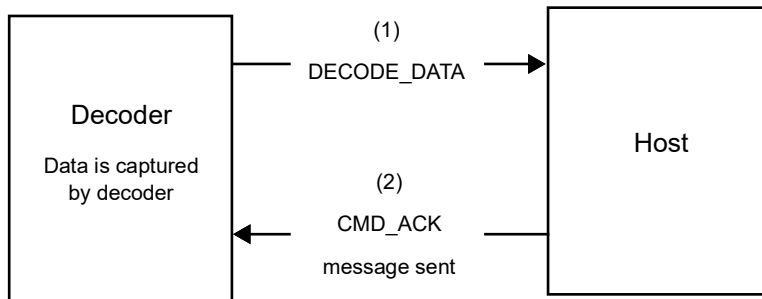 Decoder
Data is captured
by decoder
(1)
DECODE_DATA
(2)
CMD_ACK
message sent
Host